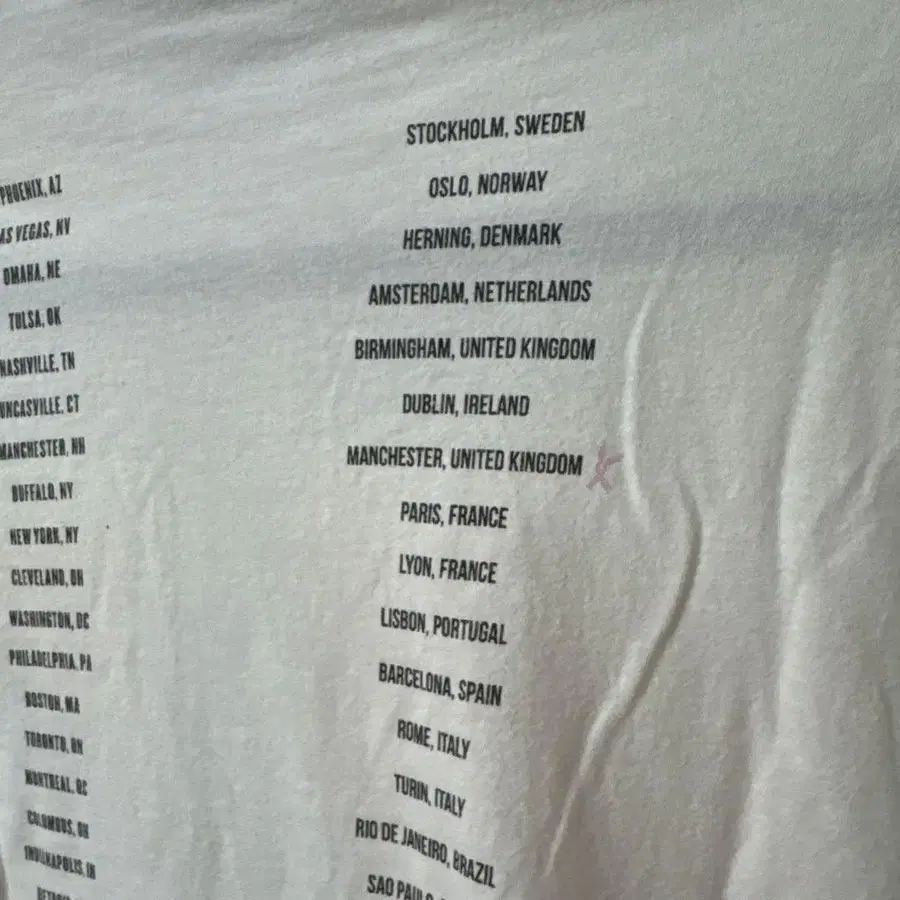 PHOENIX, AZ
AS VEGAS, NV
OMAHA, NE
TULSA, OK
NASHVILLE, TN
UNCASVILLE, CT
MANCHESTER, NH
BUFFALO, NY
NEW YORK, NY
CLEVELAND, OH
WASHINGTON, DC
PHILADELPHIA, PA
BOSTON, MA
TORONTO, ON
MONTREAL, QC
COLUMBUS, OH
INDIANAPOLIS, IN
STOCKHOLM, SWEDEN
OSLO, NORWAY
HERNING, DENMARK
AMSTERDAM, NETHERLANDS
BIRMINGHAM, UNITED KINGDOM
DUBLIN, IRELAND
MANCHESTER, UNITED KINGDOM
PARIS, FRANCE
LYON, FRANCE
LISBON, PORTUGAL
BARCELONA, SPAIN
ROME, ITALY
TURIN, ITALY
RIO DE JANEIRO, BRAZIL
SAO PAULO